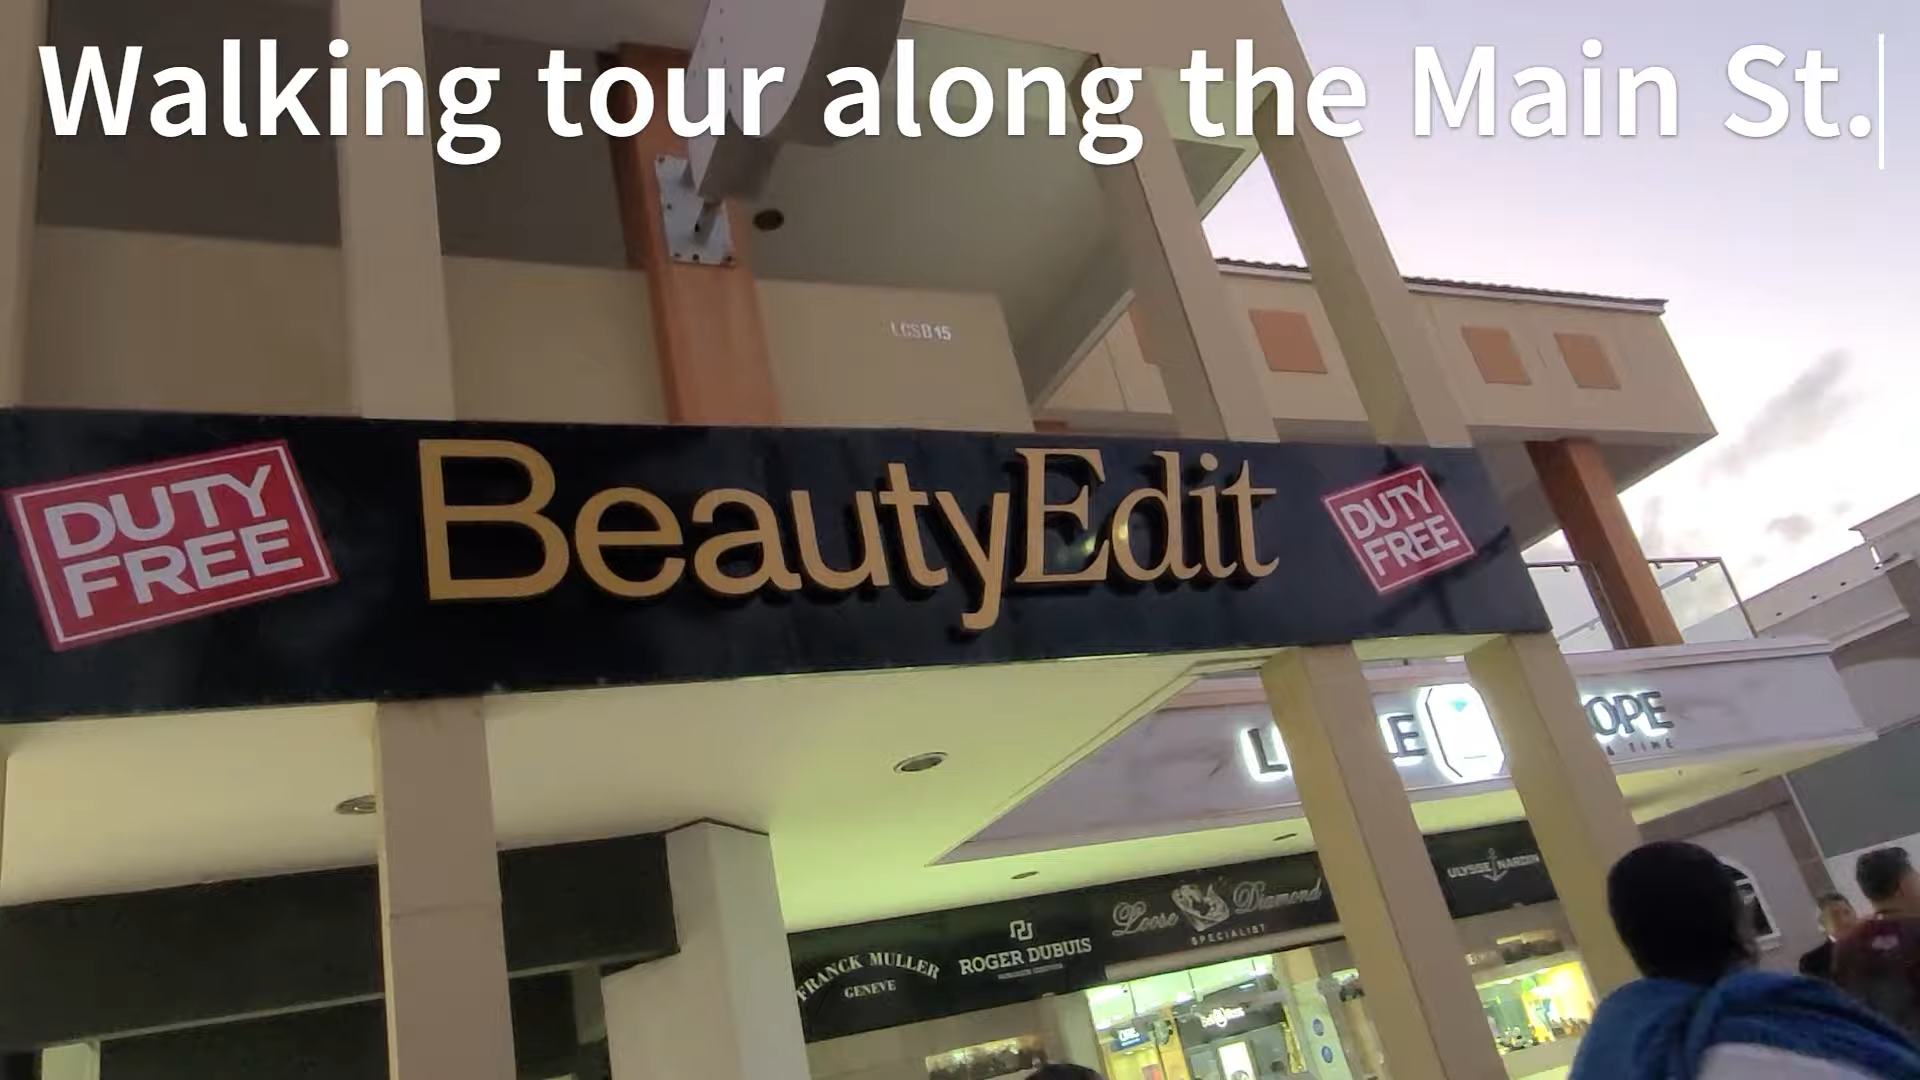 Walking tour along the Main St.
LCSB15
DUTY
FREE
BeautyEdit
DUTY
FREE
FRANCK MULLER
GENEVE
ROGER DUBUIS
Loose Diamond
SPECIALIST
ULYSSE NARDIN